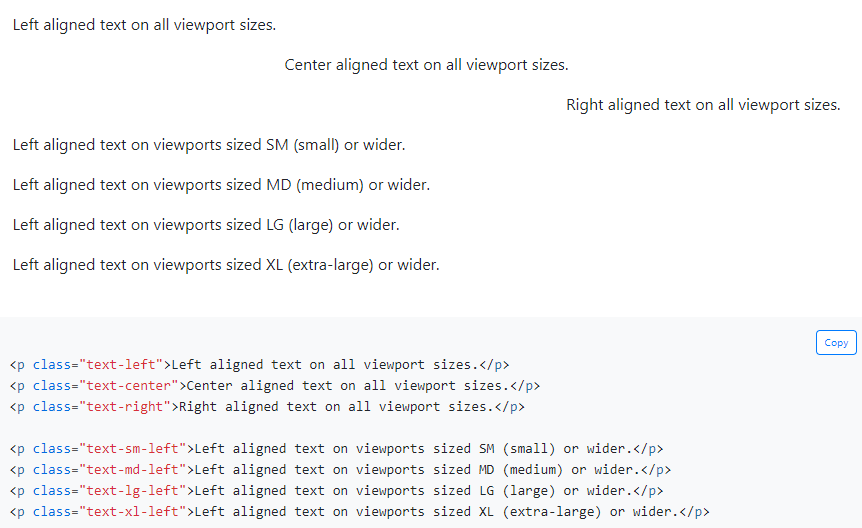 Left aligned text on all viewport sizes.
Center aligned text on all viewport sizes.
Right aligned text on all viewport sizes.
Left aligned text on viewports sized SM (small) or wider.
Left aligned text on viewports sized MD (medium) or wider.
Left aligned text on viewports sized LG (large) or wider.
Left aligned text on viewports sized XL (extra-large) or wider.
Copy
<p class="text-left">Left aligned text on all viewport sizes.</p>
<p class="text-center">Center aligned text on all viewport sizes.</p>
<p class="text-right">Right aligned text on all viewport sizes.</p>
<p class="text-sm-left">Left aligned text on viewports sized SM (small) or wider.</p>
<p class="text-md-left">Left aligned text on viewports sized MD (medium) or wider.</p>
<p class="text-lg-left">Left aligned text on viewports sized LG (large) or wider.</p>
<p class="text-xl-left">Left aligned text on viewports sized XL (extra-large) or wider.</p>